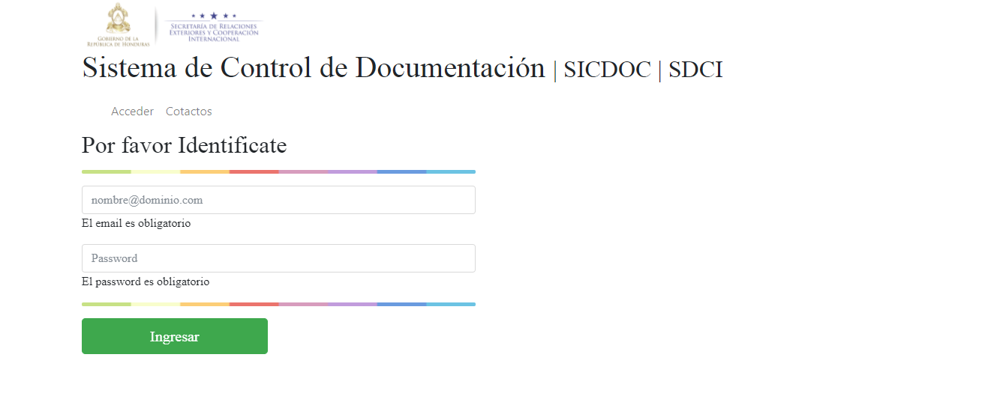 GOBIERNO DE LA
REPÚBLICA DE HONDURAS
SECRETARÍA DE RELACIONES
EXTERIORES Y COOPERACIÓN
INTERNACIONAL
Sistema de Control de Documentación | SICDOC | SDCI
Acceder Cotactos
Por favor Identificate
nombre@dominio.com
El email es obligatorio
Password
El password es obligatorio
Ingresar